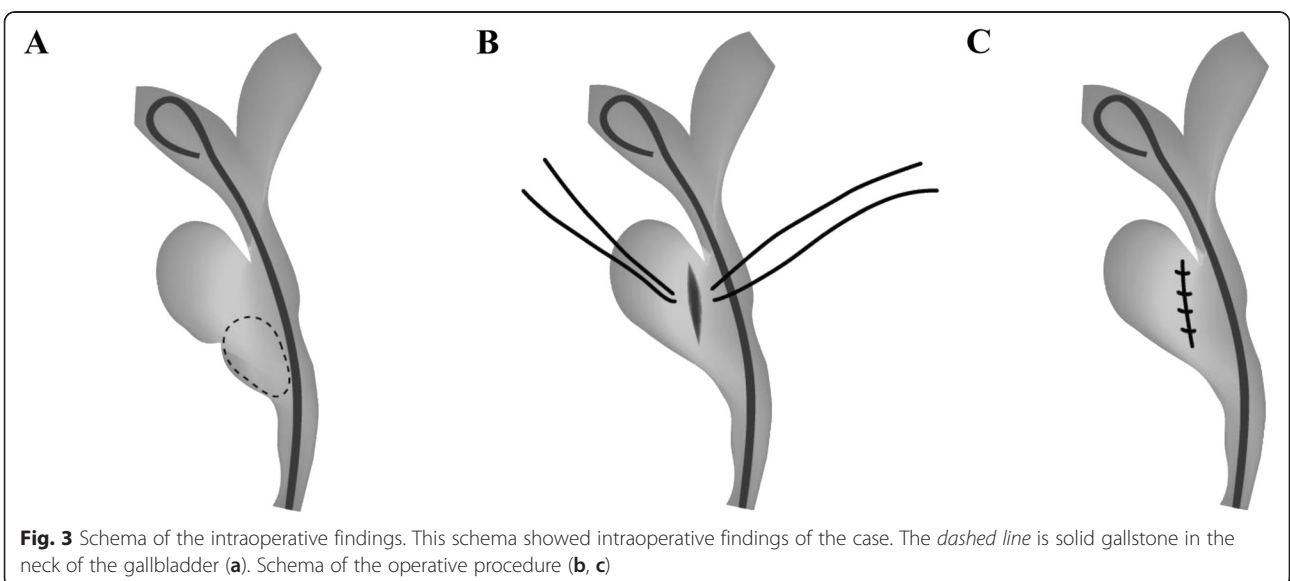 A B C
Fig. 3 Schema of the intraoperative findings. This schema showed intraoperative findings of the case. The dashed line is solid gallstone in the
neck of the gallbladder (a). Schema of the operative procedure (b, c)